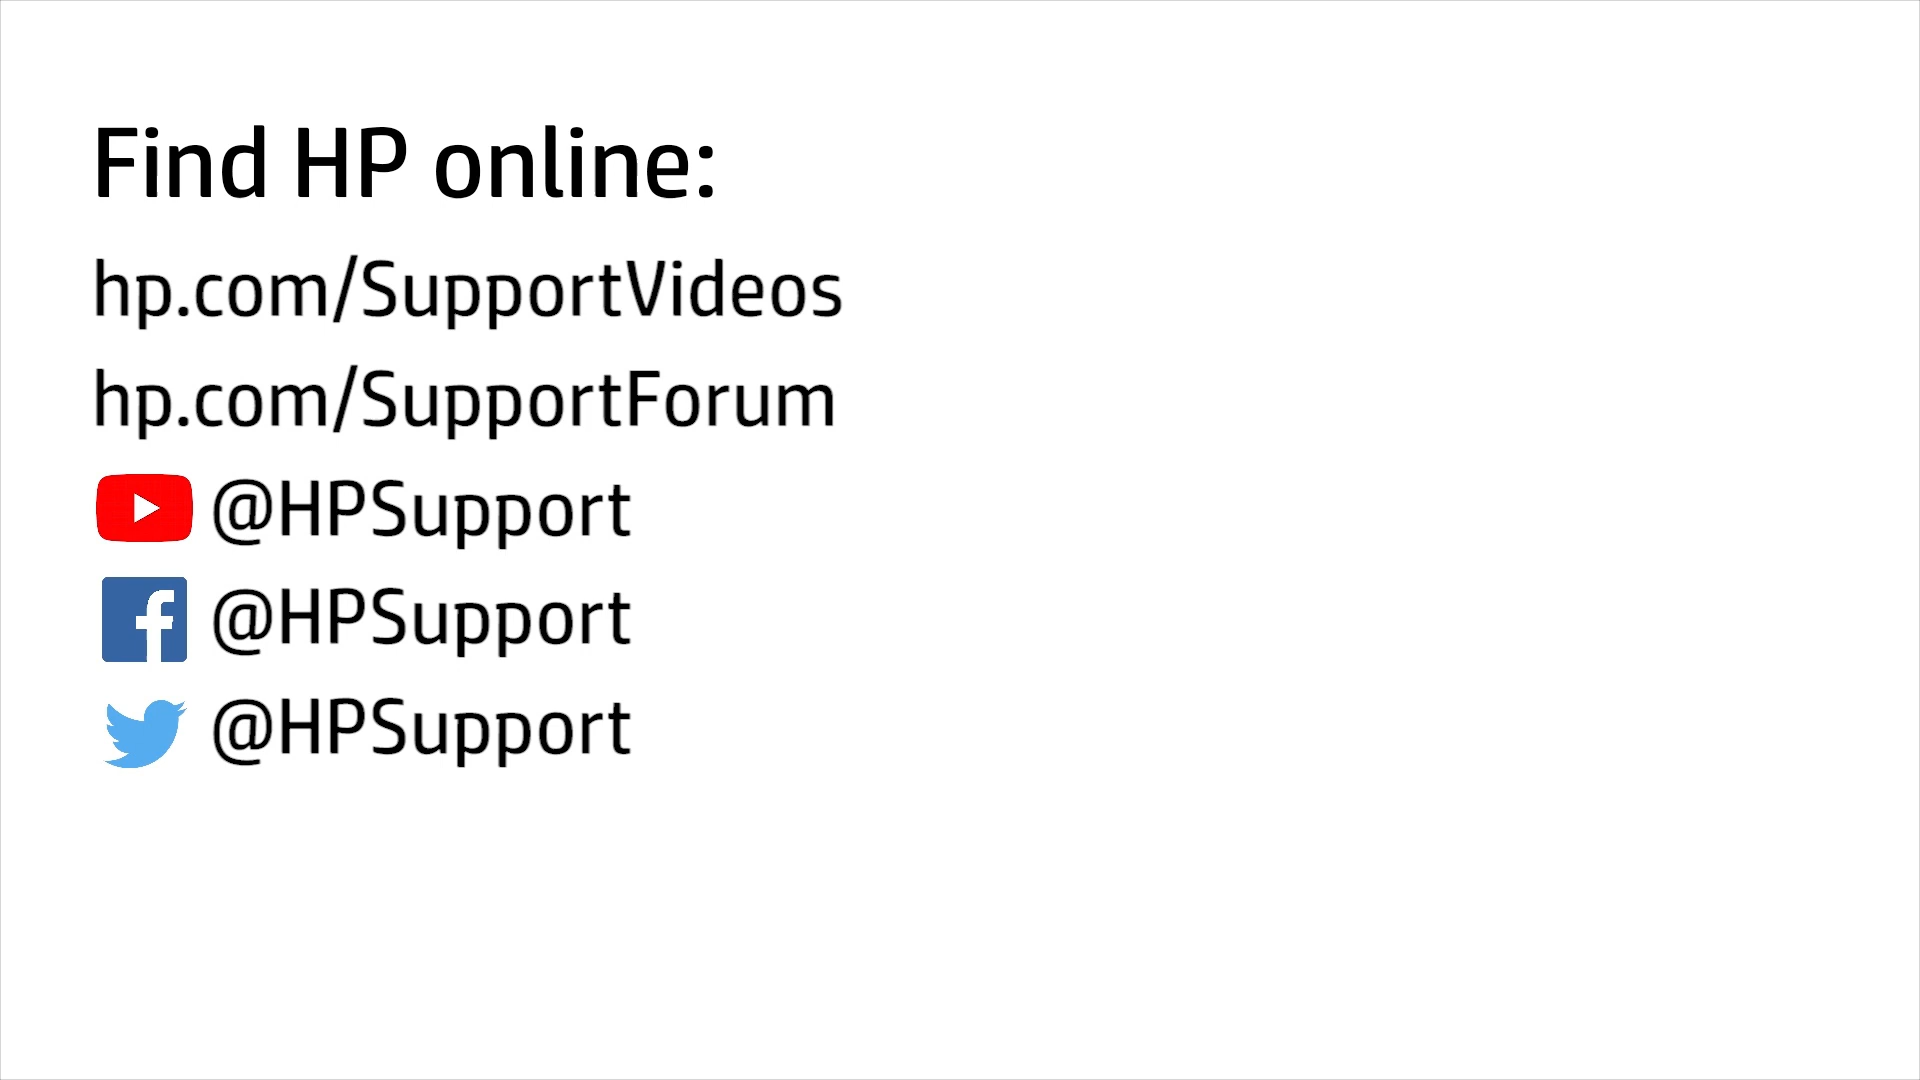 Find HP online:
hp.com/SupportVideos
hp.com/SupportForum
@HPSupport
@HPSupport
@HPSupport